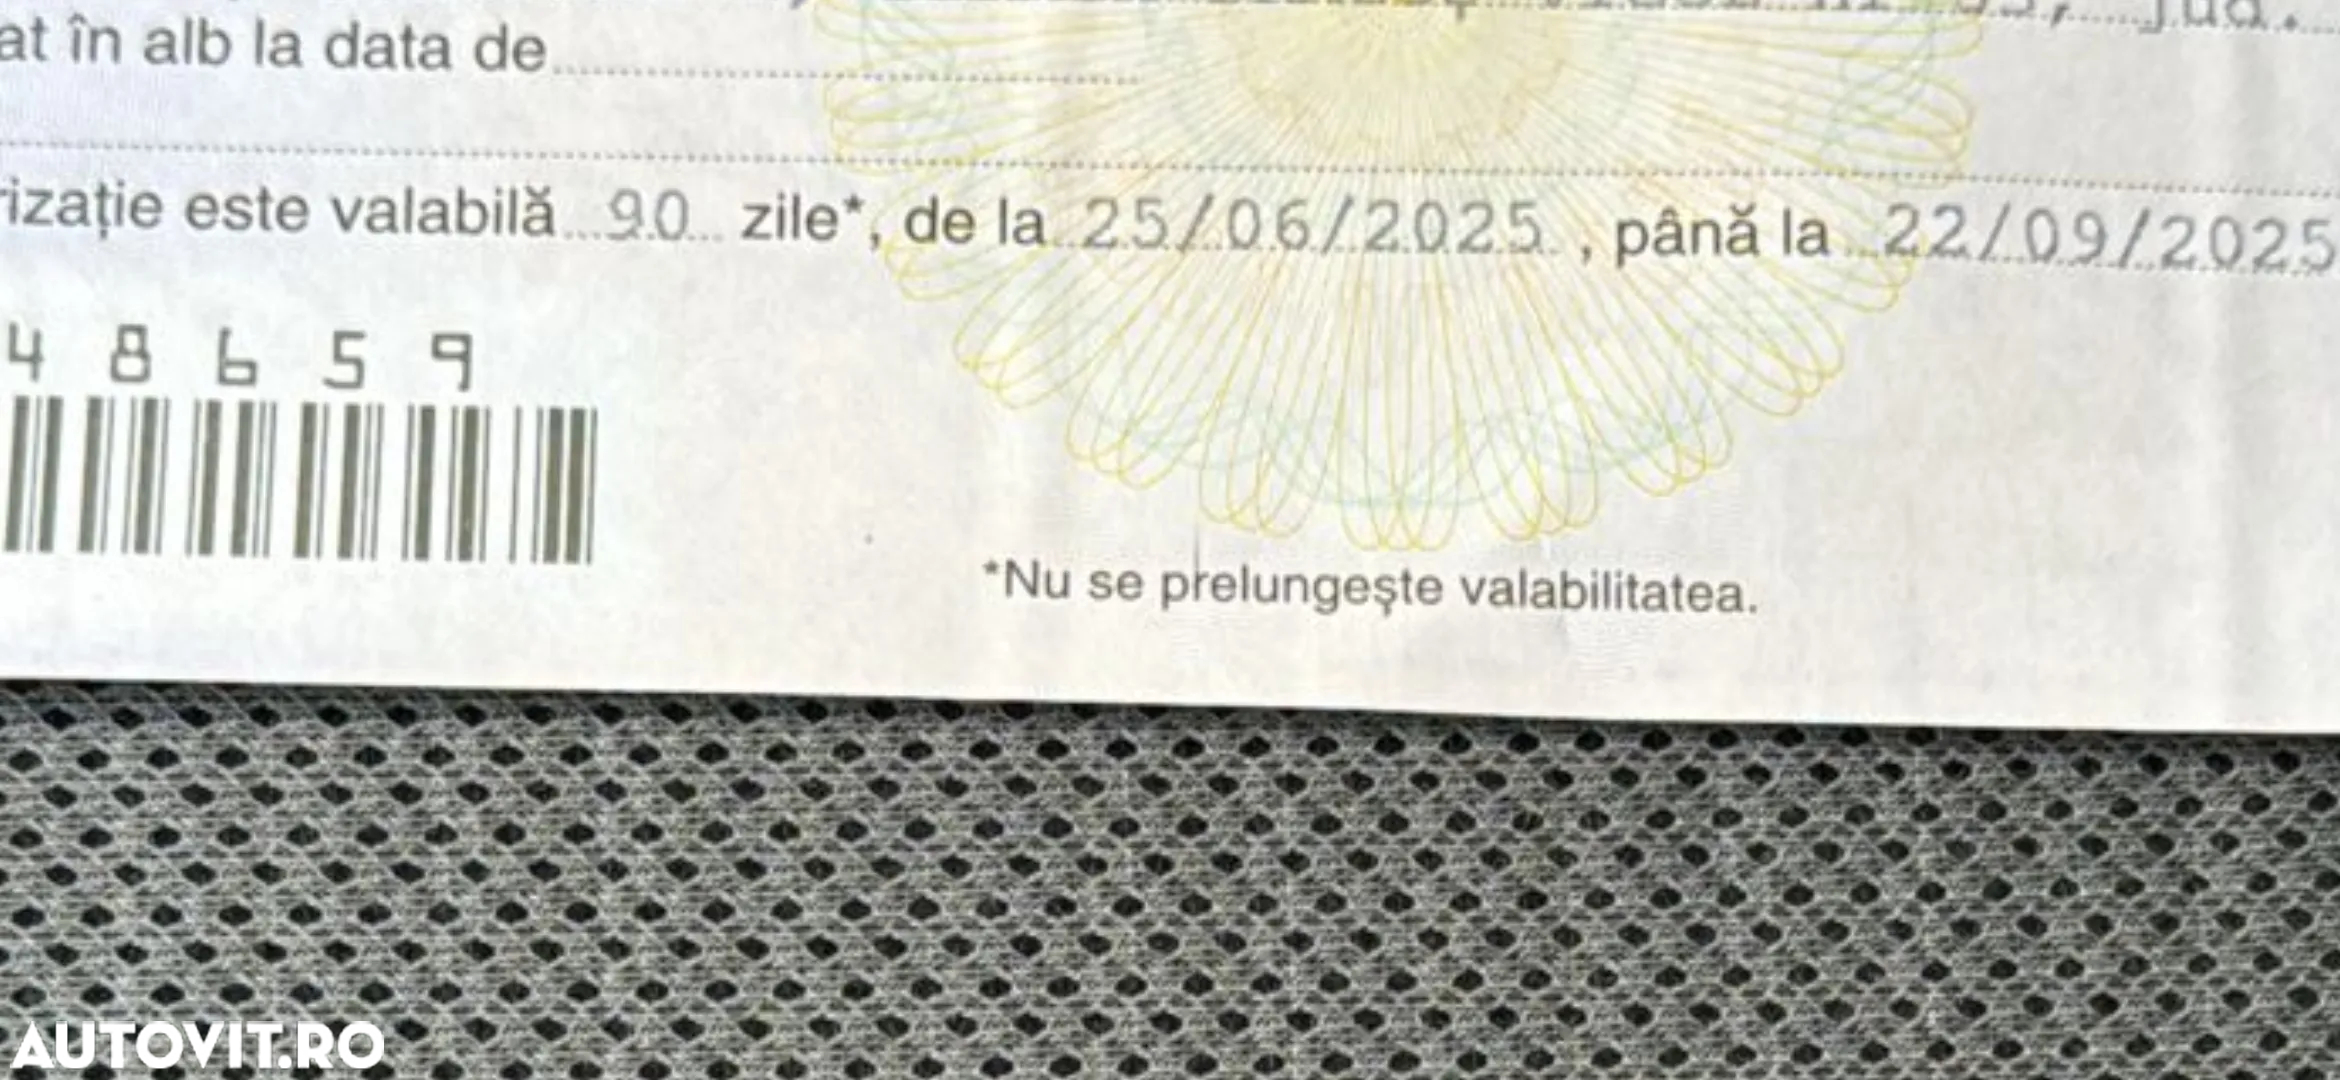 at în alb la data de
rizație este valabilă 90 zile*, de la 25/06/2025, până la 22/09/2025
4 8 6 5 9
*Nu se prelungește valabilitatea.
AUTOVIT.RO